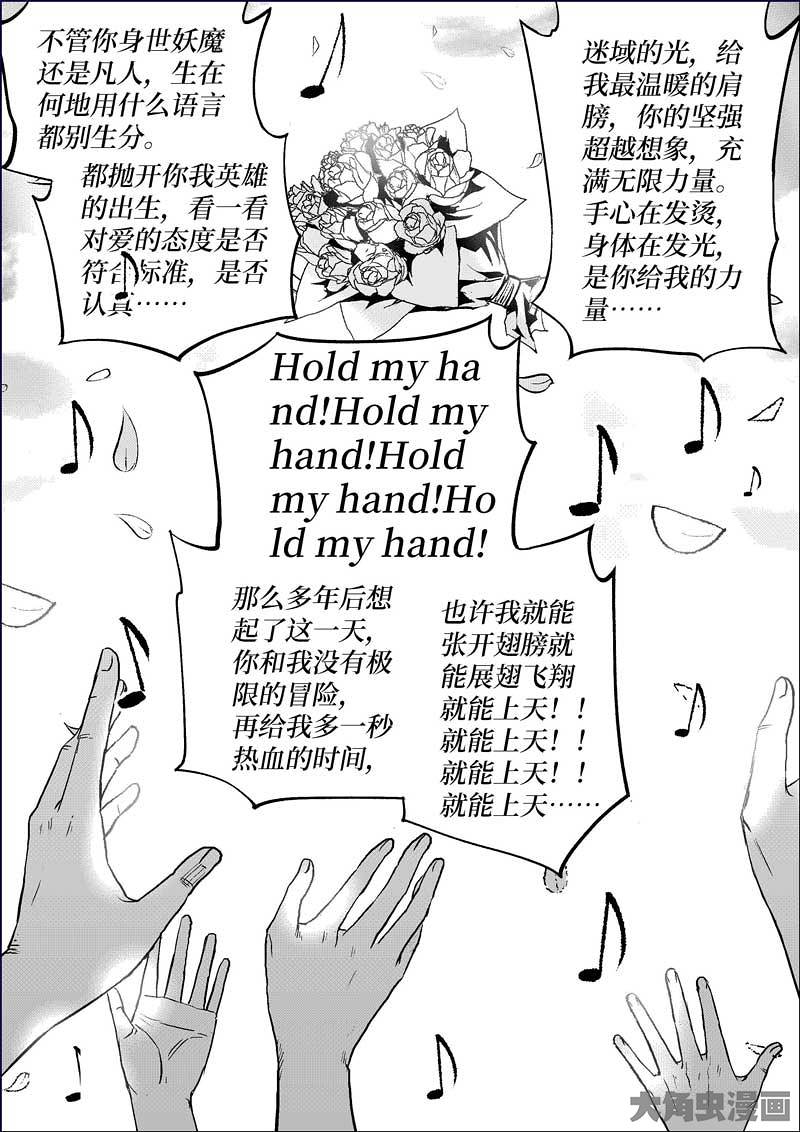 不管你身世妖魔
还是凡人，生在
何地用什么语言
都别生分。
都抛开你我英雄
的出生，看一看
对爱的态度是否
符合标准，是否
认真……
迷域的光，给
我最温暖的肩
膀，你的坚强
超越想象，充
满无限力量。
手心在发烫，
身体在发光，
是你给我的力
量……
Hold my ha
nd!Hold my
hand!Hold
my hand!Ho
ld my hand!
那么多年后想
起了这一天，
你和我没有极
限的冒险，
再给我多一秒
热血的时间，
也许我就能
张开翅膀就
能展翅飞翔
就能上天！！
就能上天！！
就能上天！！
就能上天……
大角虫漫画